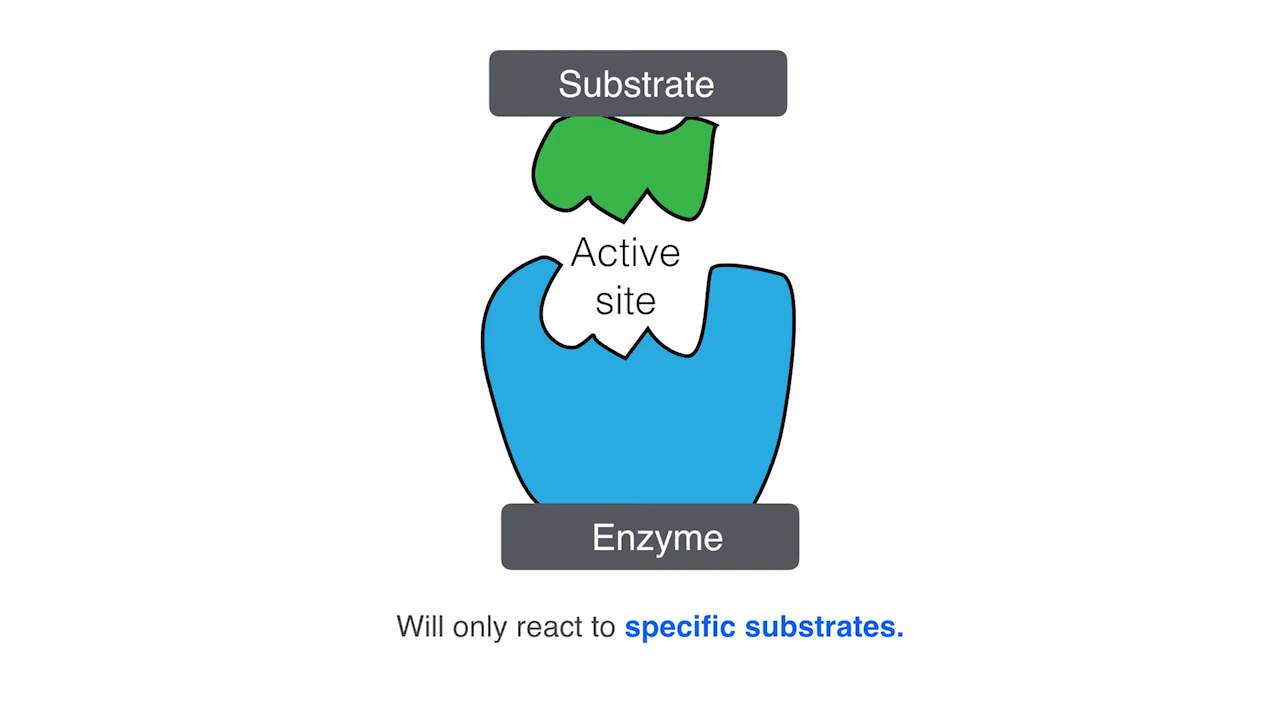 Substrate
Active
site
Enzyme
Will only react to specific substrates.